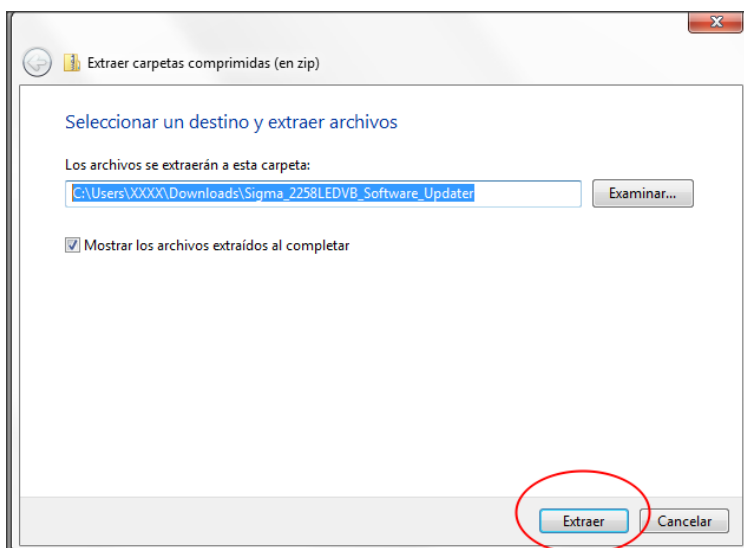 Extraer carpetas comprimidas (en zip)
Seleccionar un destino y extraer archivos
Los archivos se extraerán a esta carpeta:
C:\Users\XXXX\Downloads\Sigma_2258LEDVB_Software_Updater
Examinar...
Mostrar los archivos extraídos al completar
Extraer
Cancelar